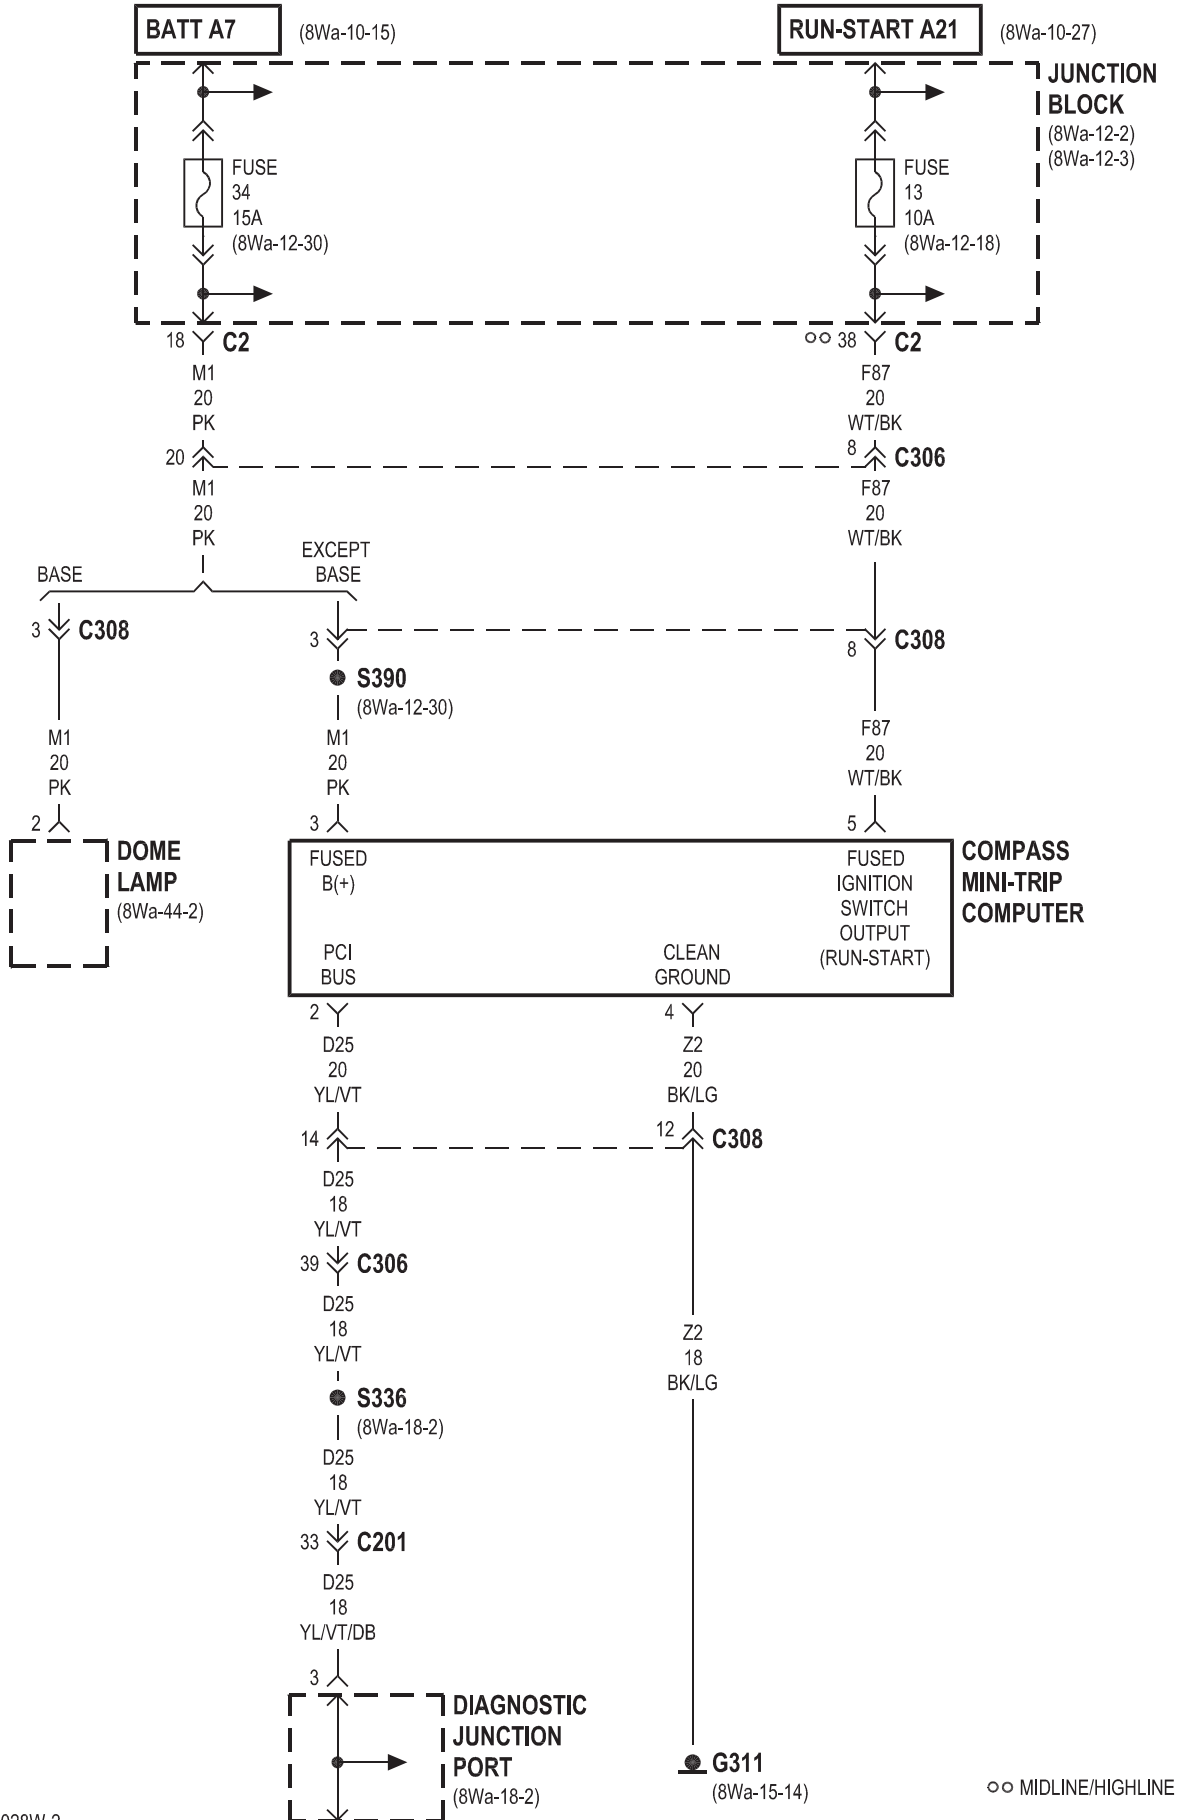 BATT A7 (8Wa-10-15)
RUN-START A21 (8Wa-10-27)
JUNCTION
BLOCK
(8Wa-12-2)
(8Wa-12-3)
FUSE
34
15A
(8Wa-12-30)
FUSE
13
10A
(8Wa-12-18)
18 C2
38 C2
M1
20
PK
F87
20
WT/BK
20
8 C306
M1
20
PK
F87
20
WT/BK
BASE
EXCEPT
BASE
3 C308
3
8 C308
S390
(8Wa-12-30)
M1
20
PK
M1
20
PK
F87
20
WT/BK
2
3
5
DOME
LAMP
(8Wa-44-2)
FUSED
B(+)
FUSED
IGNITION
SWITCH
OUTPUT
(RUN-START)
COMPASS
MINI-TRIP
COMPUTER
PCI
BUS
CLEAN
GROUND
2
4
D25
20
YL/VT
Z2
20
BK/LG
14
12 C308
D25
18
YL/VT
39 C306
D25
18
YL/VT
Z2
18
BK/LG
S336
(8Wa-18-2)
D25
18
YL/VT
33 C201
D25
18
YL/VT/DB
3
DIAGNOSTIC
JUNCTION
PORT
(8Wa-18-2)
G311
(8Wa-15-14)
MIDLINE/HIGHLINE